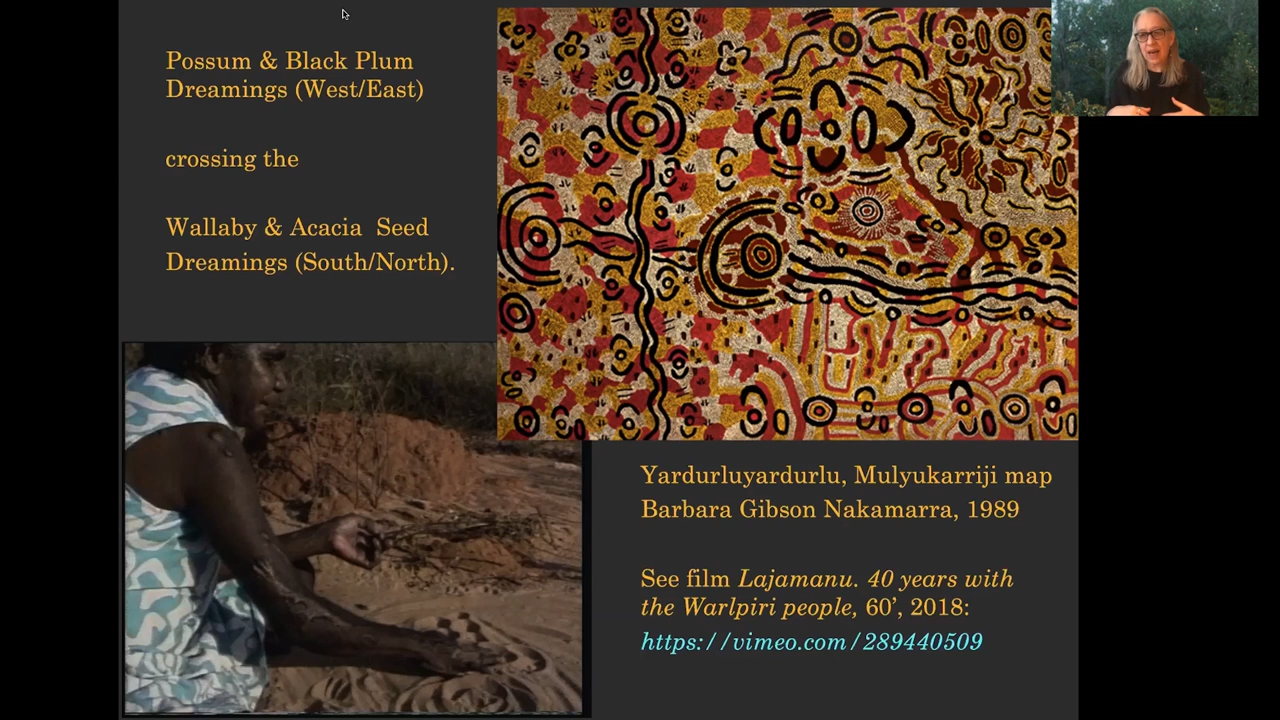 Possum & Black Plum
Dreamings (West/East)
crossing the
Wallaby & Acacia Seed
Dreamings (South/North).
Yardurluyardurlu, Mulyukarriji map
Barbara Gibson Nakamarra, 1989
See film Lajamanu. 40 years with
the Warlpiri people, 60’, 2018:
https://vimeo.com/289440509